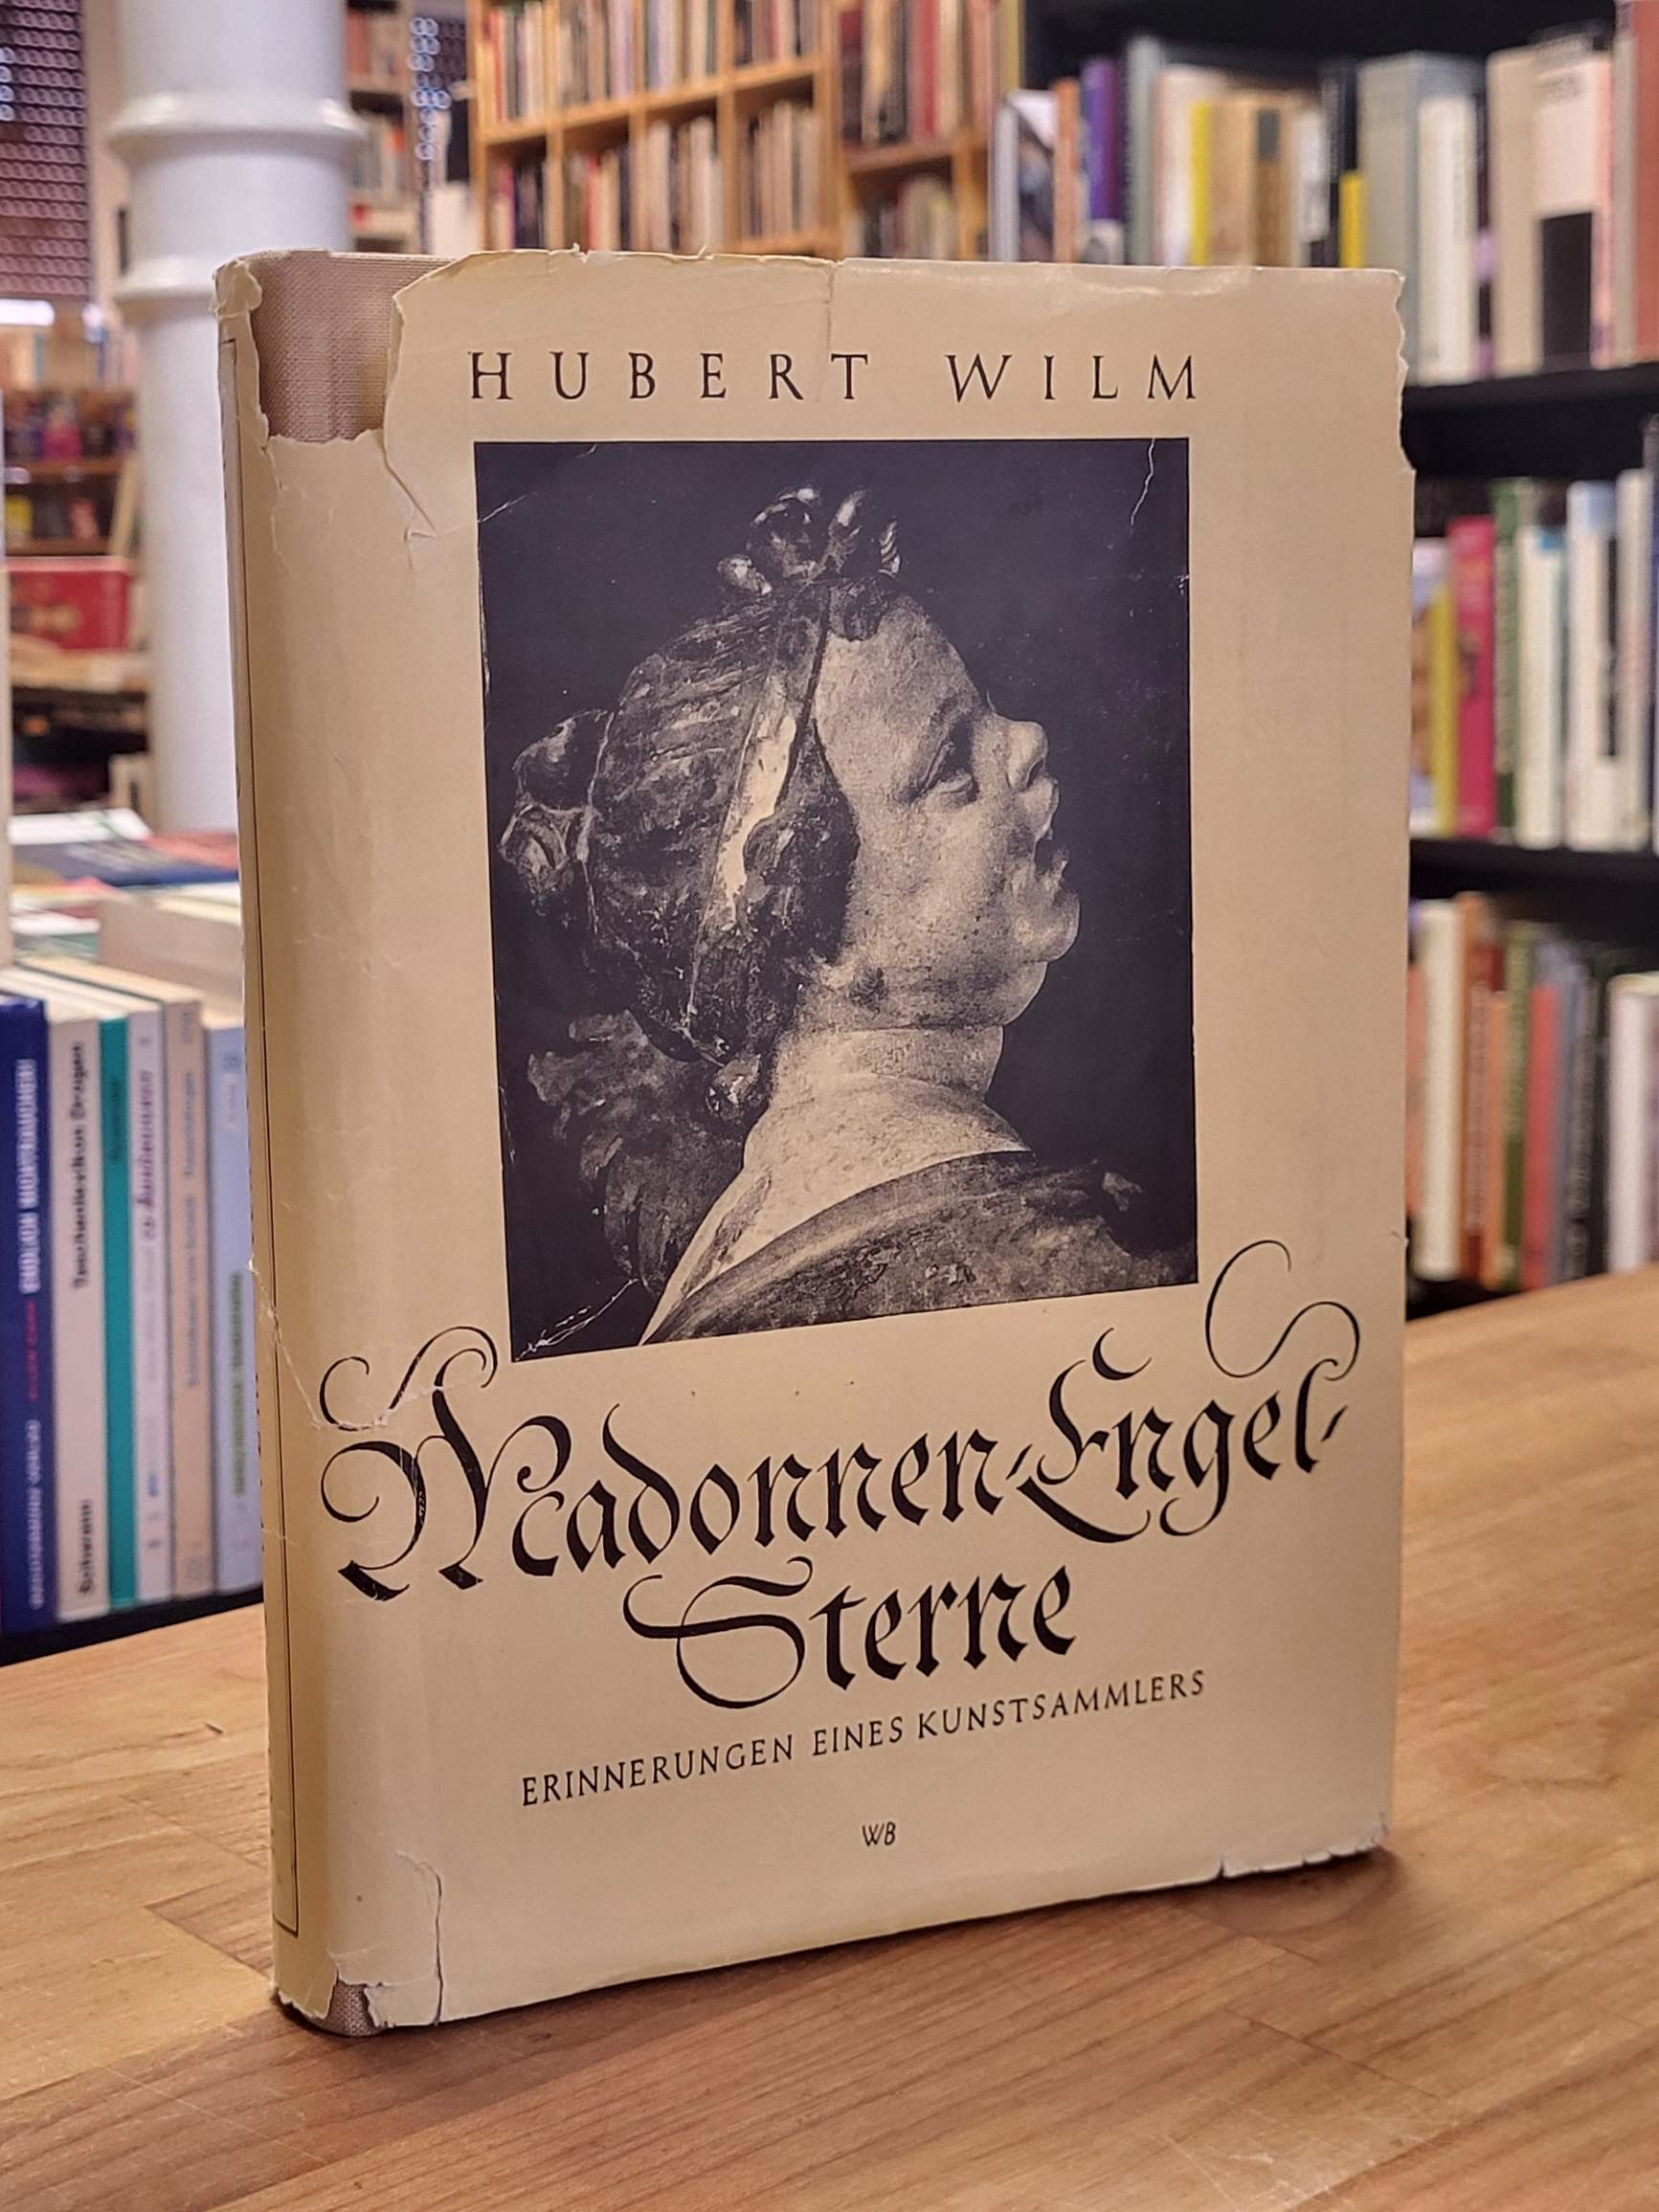 HUBERT WILM
Madonnen-Engel-
Sterne
ERINNERUNGEN EINES KUNSTSAMMLERS
WB